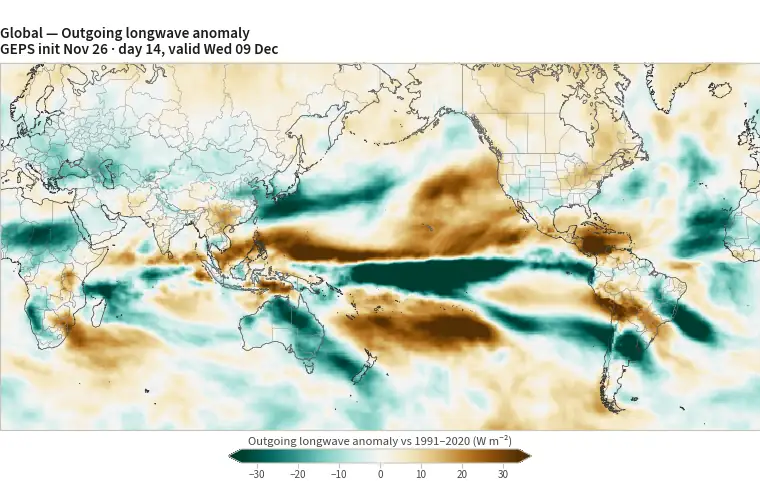 Global — Outgoing longwave anomaly
GEPS init Nov 26 · day 14, valid Wed 09 Dec
Outgoing longwave anomaly vs 1991–2020 (W m⁻²)
−30 −20 −10 0 10 20 30